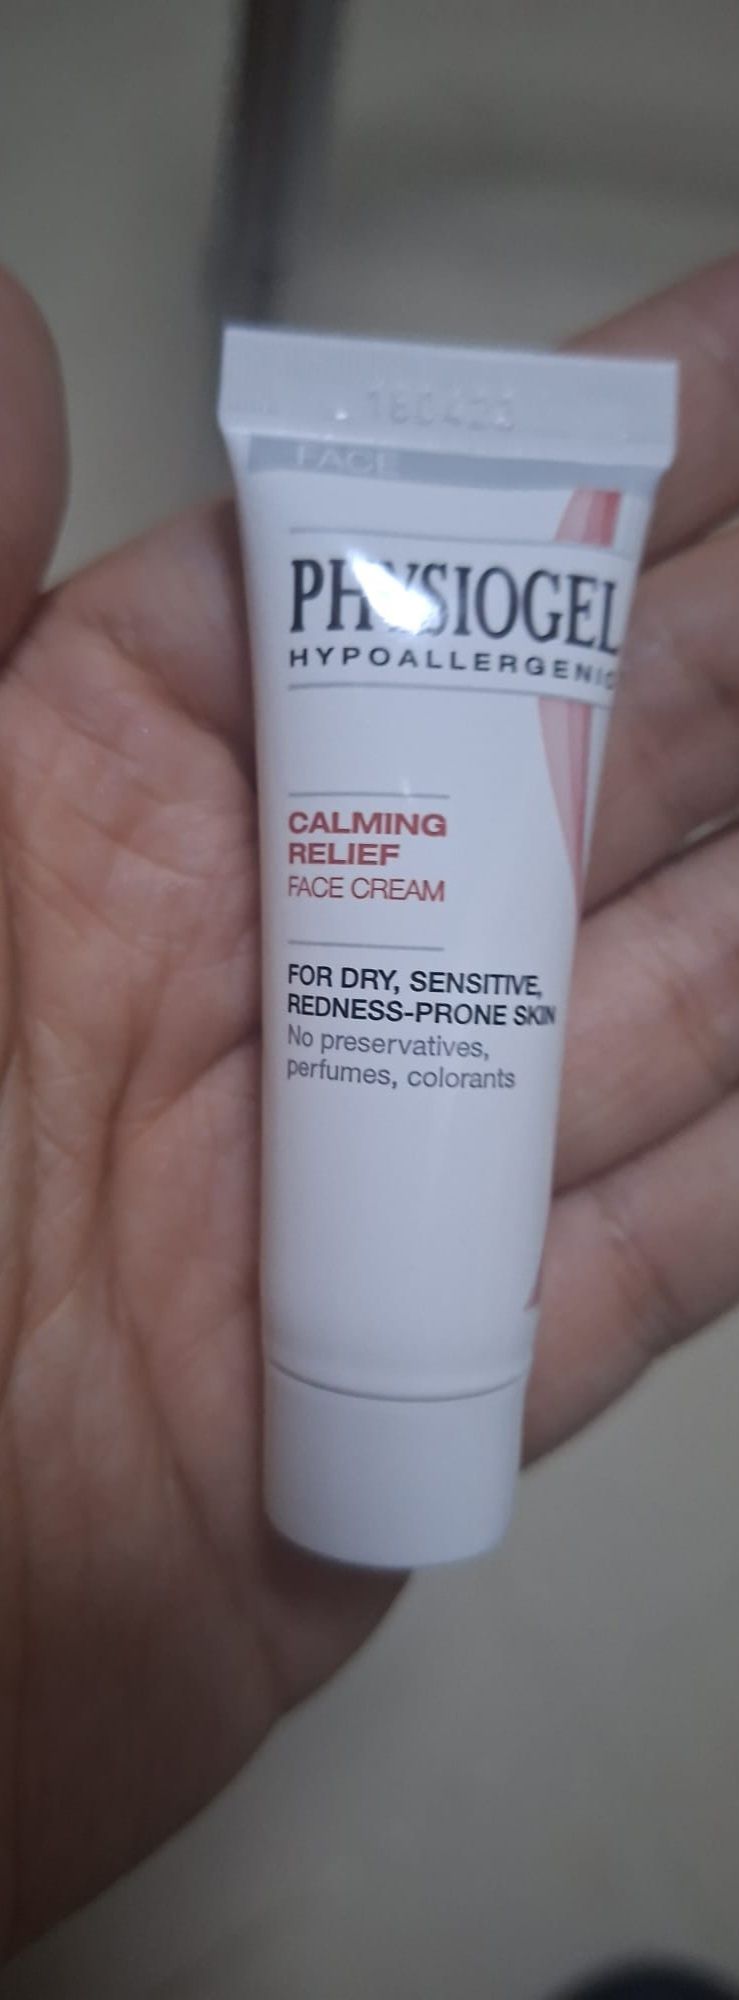 FACE
PHYSIOGEL
HYPOALLERGENIC
CALMING
RELIEF
FACE CREAM
FOR DRY, SENSITIVE,
REDNESS-PRONE SKIN
No preservatives,
perfumes, colorants